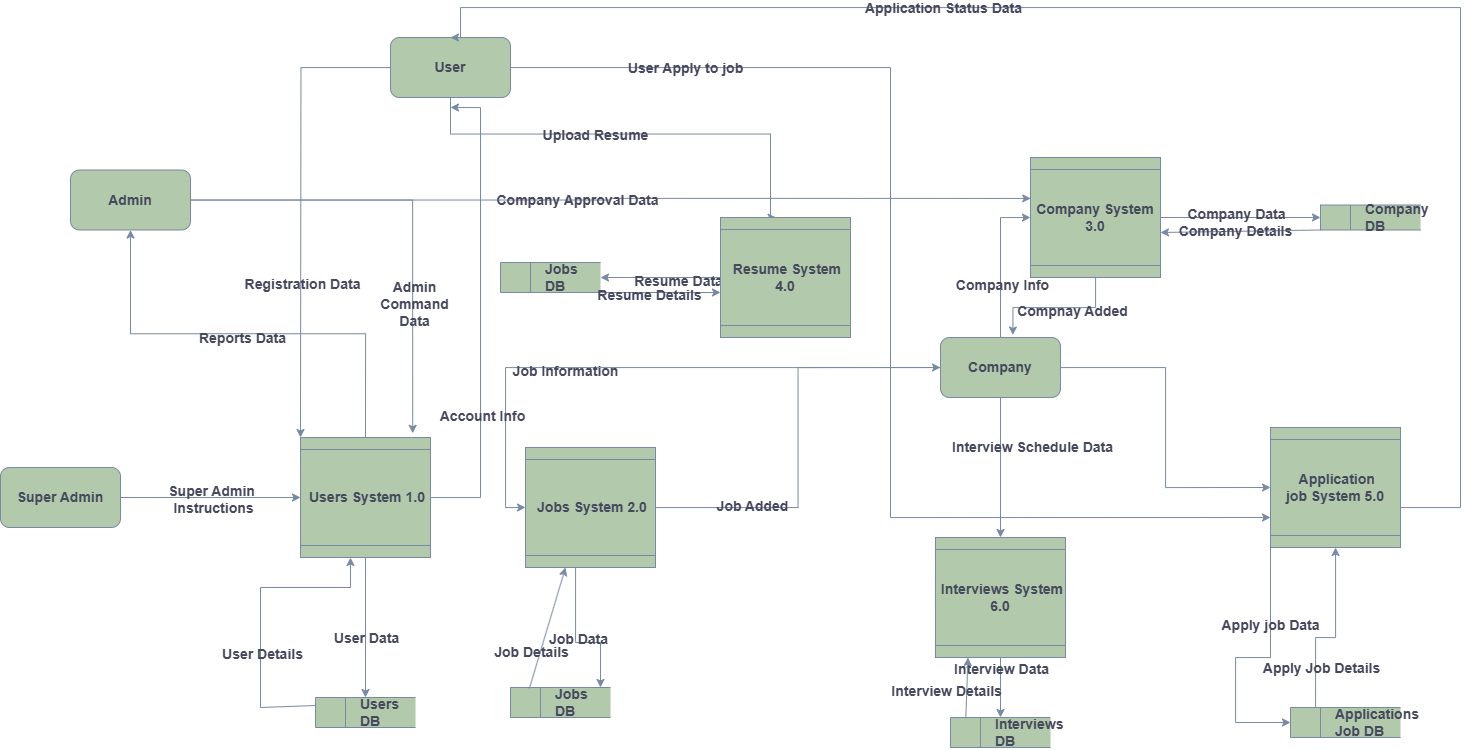 Application Status Data
User
User Apply to job
Upload Resume
Admin
Company Approval Data
Company System
3.0
Company Data
Company Details
Company
DB
Registration Data
Admin
Command
Data
Jobs
DB
Resume Data
Resume Details
Resume System
4.0
Company Info
Compnay Added
Reports Data
Job Information
Company
Account Info
Interview Schedule Data
Super Admin
Super Admin
Instructions
Users System 1.0
Jobs System 2.0
Job Added
Application
job System 5.0
Interviews System
6.0
User Data
User Details
Job Data
Job Details
Apply job Data
Apply Job Details
Interview Data
Interview Details
Users
DB
Jobs
DB
Interviews
DB
Applications
Job DB